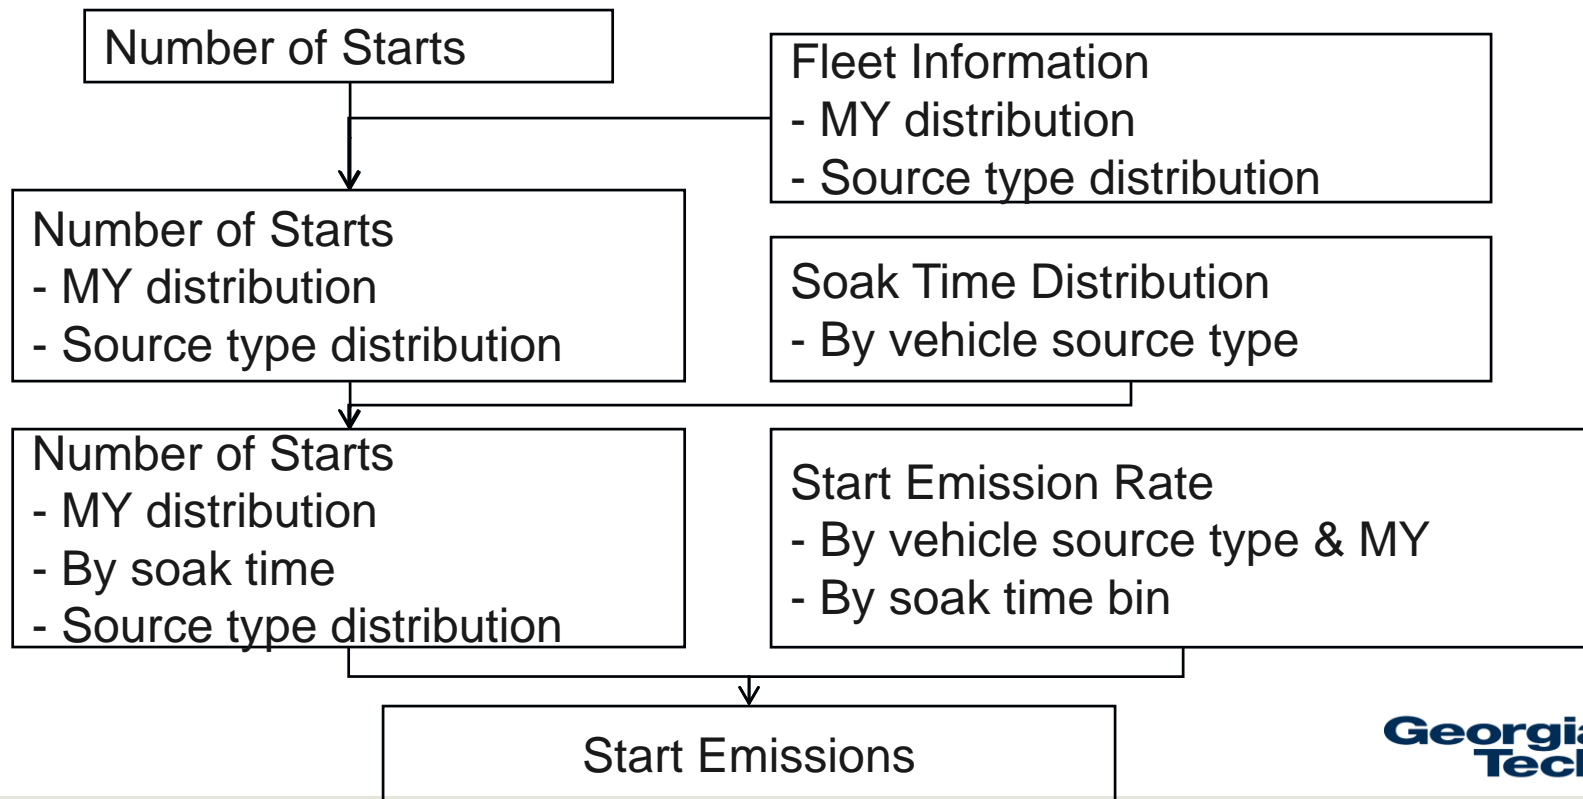 Number of Starts
Fleet Information
- MY distribution
- Source type distribution
Number of Starts
- MY distribution
- Source type distribution
Soak Time Distribution
- By vehicle source type
Number of Starts
- MY distribution
- By soak time
- Source type distribution
Start Emission Rate
- By vehicle source type & MY
- By soak time bin
Start Emissions
Georgia
Tech